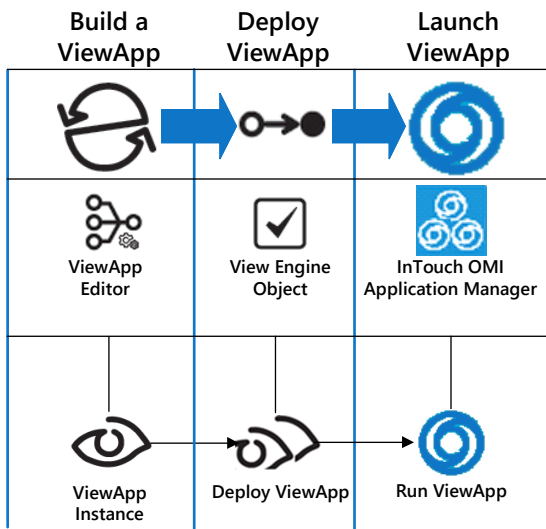 Build a
ViewApp
Deploy
ViewApp
Launch
ViewApp
ViewApp
Editor
View Engine
Object
InTouch OMI
Application Manager
ViewApp
Instance
Deploy ViewApp
Run ViewApp